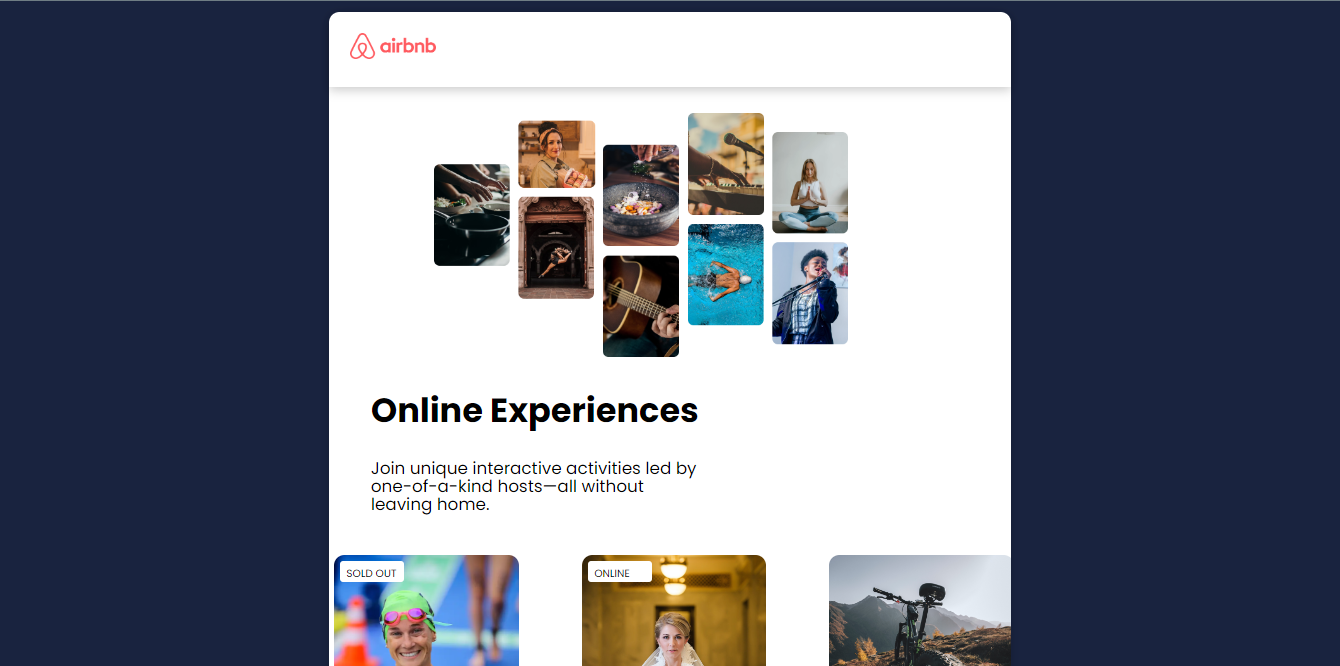 airbnb
Online Experiences
Join unique interactive activities led by
one-of-a-kind hosts—all without
leaving home.
SOLD OUT
ONLINE